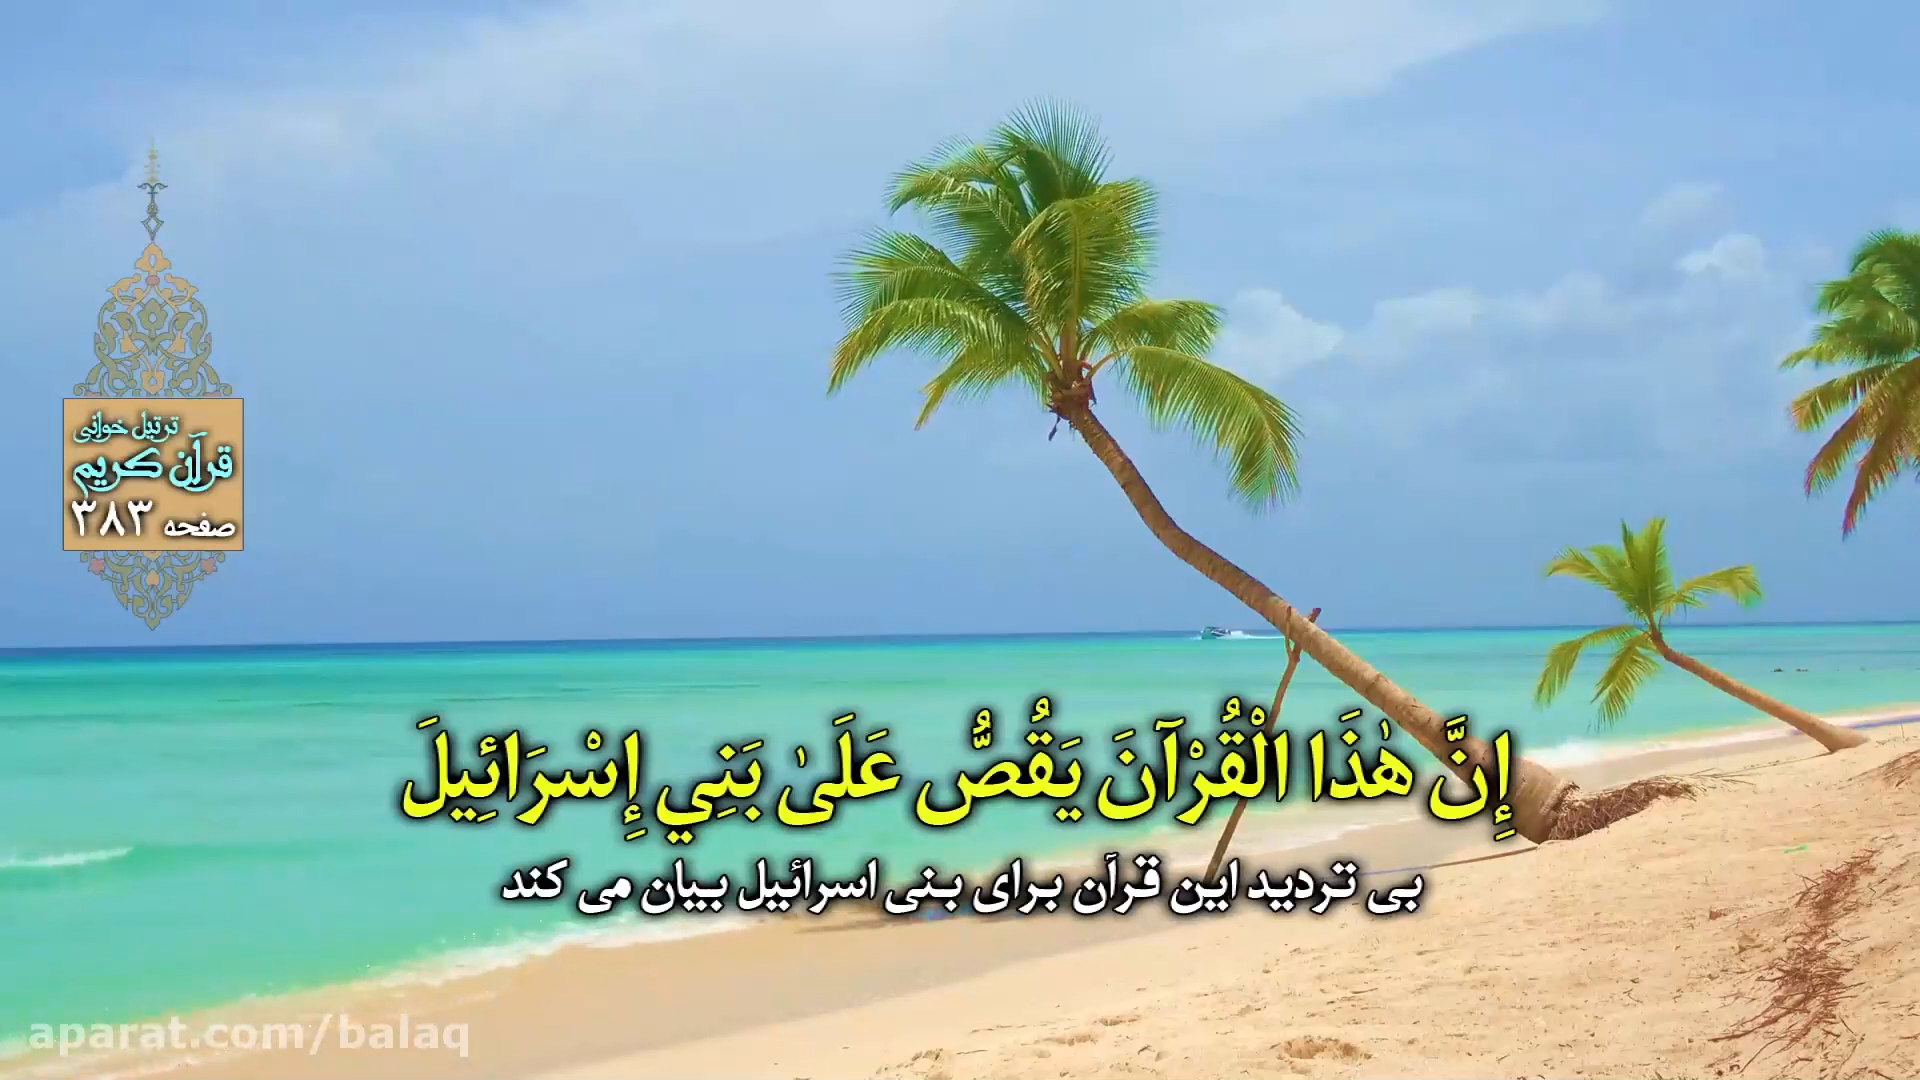 ترتیل خوانی
قرآن کریم
صفحه ۳۸۳
إِنَّ هَٰذَا الْقُرْآنَ يَقُصُّ عَلَىٰ بَنِي إِسْرَائِيلَ
بی تردید این قرآن برای بنی اسرائیل بیان می کند
aparat.com/balaq